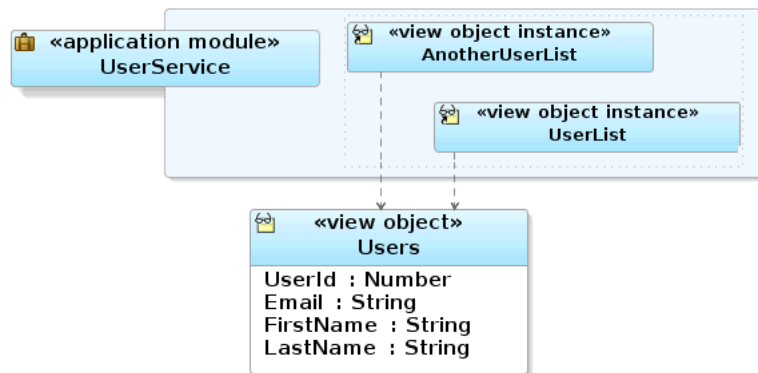 «application module»
UserService
«view object instance»
AnotherUserList
«view object instance»
UserList
«view object»
Users
UserId : Number
Email : String
FirstName : String
LastName : String